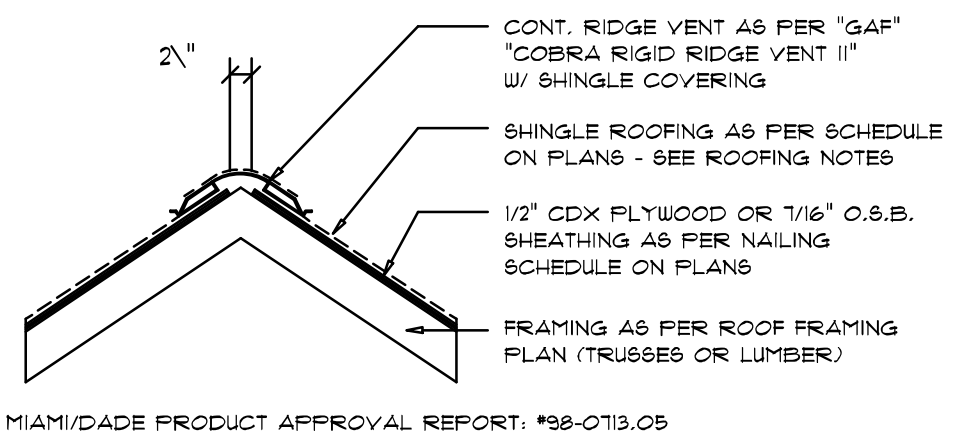 2\"
CONT. RIDGE VENT AS PER "GAF"
"COBRA RIGID RIDGE VENT II"
W/ SHINGLE COVERING
SHINGLE ROOFING AS PER SCHEDULE
ON PLANS - SEE ROOFING NOTES
1/2" CDX PLYWOOD OR 7/16" O.S.B.
SHEATHING AS PER NAILING
SCHEDULE ON PLANS
FRAMING AS PER ROOF FRAMING
PLAN (TRUSSES OR LUMBER)
MIAMI/DADE PRODUCT APPROVAL REPORT: #98-0713.05